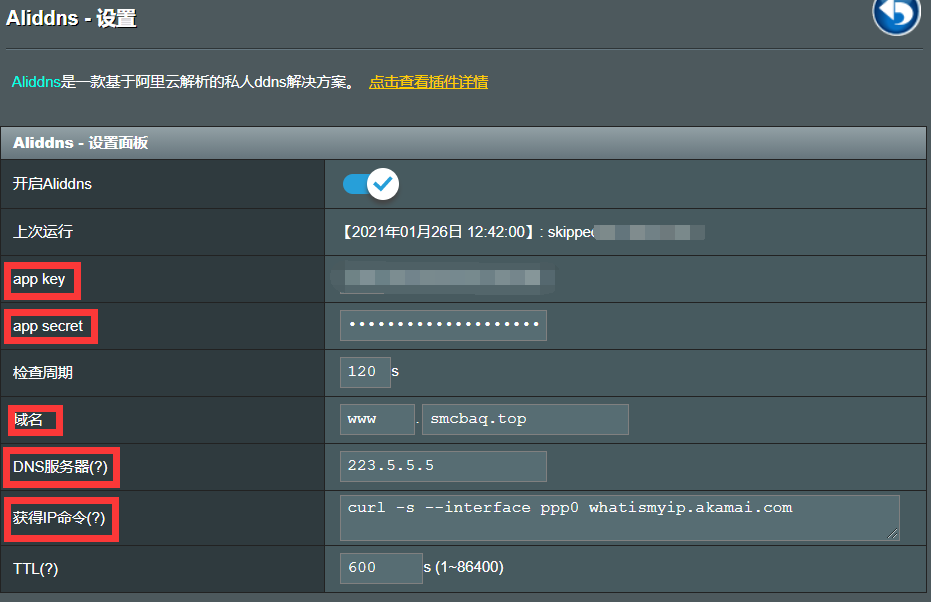 Aliddns - 设置
Aliddns是一款基于阿里云解析的私人ddns解决方案。 点击查看插件详情
Aliddns - 设置面板
开启Aliddns
上次运行 【2021年01月26日 12:42:00】: skipped
app key
app secret ••••••••••••••••••••
检查周期 120 s
域名 www . smcbaq.top
DNS服务器(?) 223.5.5.5
获得IP命令(?) curl -s --interface ppp0 whatismyip.akamai.com
TTL(?) 600 s (1~86400)